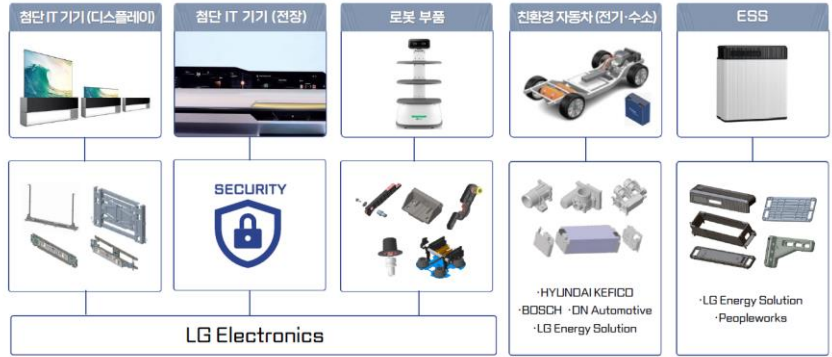 첨단 IT 기기 (디스플레이)
첨단 IT 기기 (전장)
로봇 부품
친환경 자동차 (전기·수소)
ESS
SECURITY
LG Electronics
·HYUNDAI KEFICO
·BOSCH ·DN Automotive
·LG Energy Solution
·LG Energy Solution
·Peopleworks